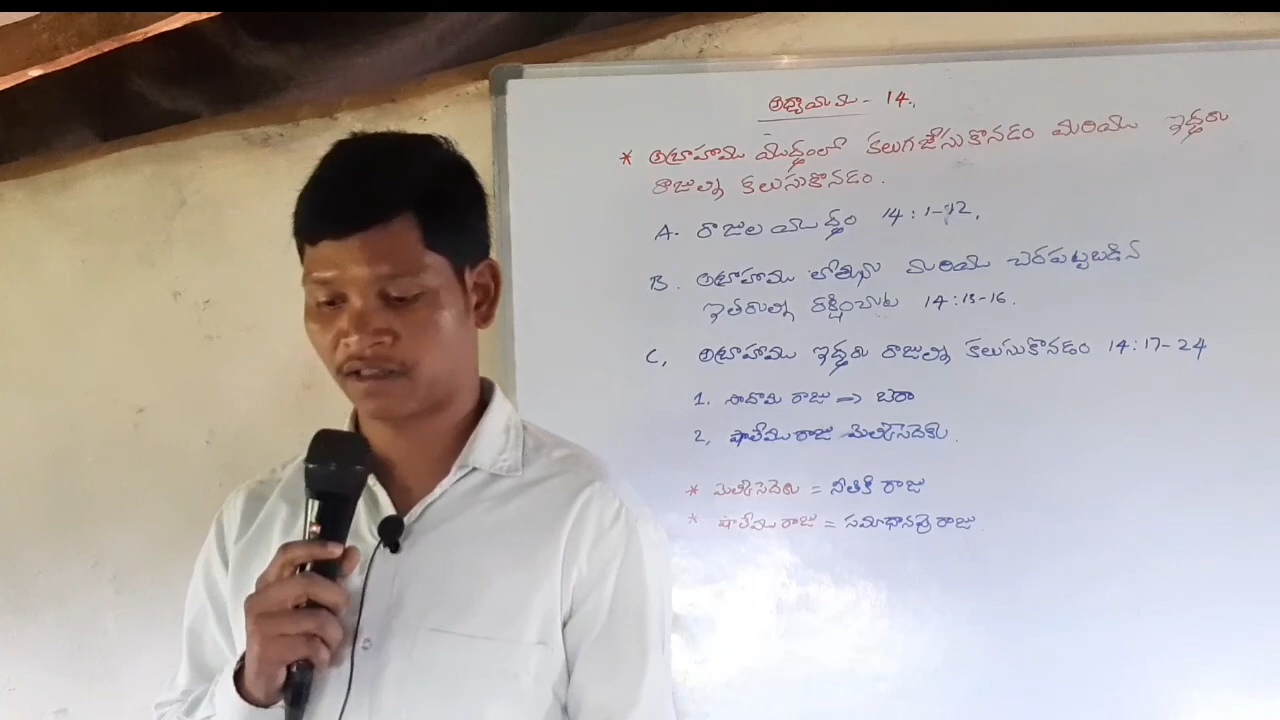 అధ్యాయము - 14.
* అబ్రాహాము యుద్ధంలో కలుగజేసుకొనడం మరియు ఇద్దరు
రాజుల్ని కలుసుకొనడం.
A. రాజుల యుద్ధం 14:1-12.
B. అబ్రాహాము లోతును మరియు చెరపట్టబడిన
ఇతరుల్ని రక్షించుట 14:13-16.
C. అబ్రాహాము ఇద్దరు రాజుల్ని కలుసుకొనడం 14:17-24
1. సొదొమ రాజు => బెరా
2, షాలేము రాజు మెల్కీసెదెకు.
* మెల్కీసెదెకు = నీతికి రాజు
* షాలేము రాజు = సమాధానపు రాజు.